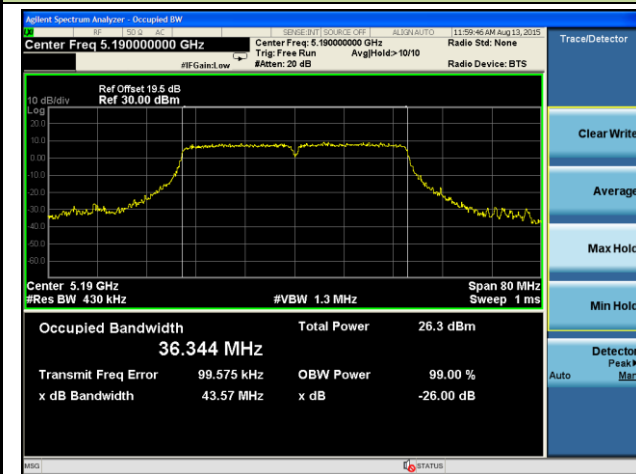 Agilent Spectrum Analyzer - Occupied BW
RF 50 Ω AC SENSE:INT SOURCE OFF ALIGN AUTO 11:59:46 AM Aug 13, 2015
Center Freq 5.190000000 GHz
Center Freq: 5.190000000 GHz
Radio Std: None
Trig: Free Run Avg|Hold:>10/10
#IFGain:Low #Atten: 20 dB Radio Device: BTS
Trace/Detector
Ref Offset 19.5 dB
10 dB/div Ref 30.00 dBm
Log
20.0
10.0
0.00
-10.0
-20.0
-30.0
-40.0
-50.0
-60.0
Center 5.19 GHz Span 80 MHz
#Res BW 430 kHz #VBW 1.3 MHz Sweep 1 ms
Occupied Bandwidth Total Power 26.3 dBm
36.344 MHz
Transmit Freq Error 99.575 kHz OBW Power 99.00 %
x dB Bandwidth 43.57 MHz x dB -26.00 dB
Clear Write
Average
Max Hold
Min Hold
Detector
Peak▶
Auto Man
MSG STATUS